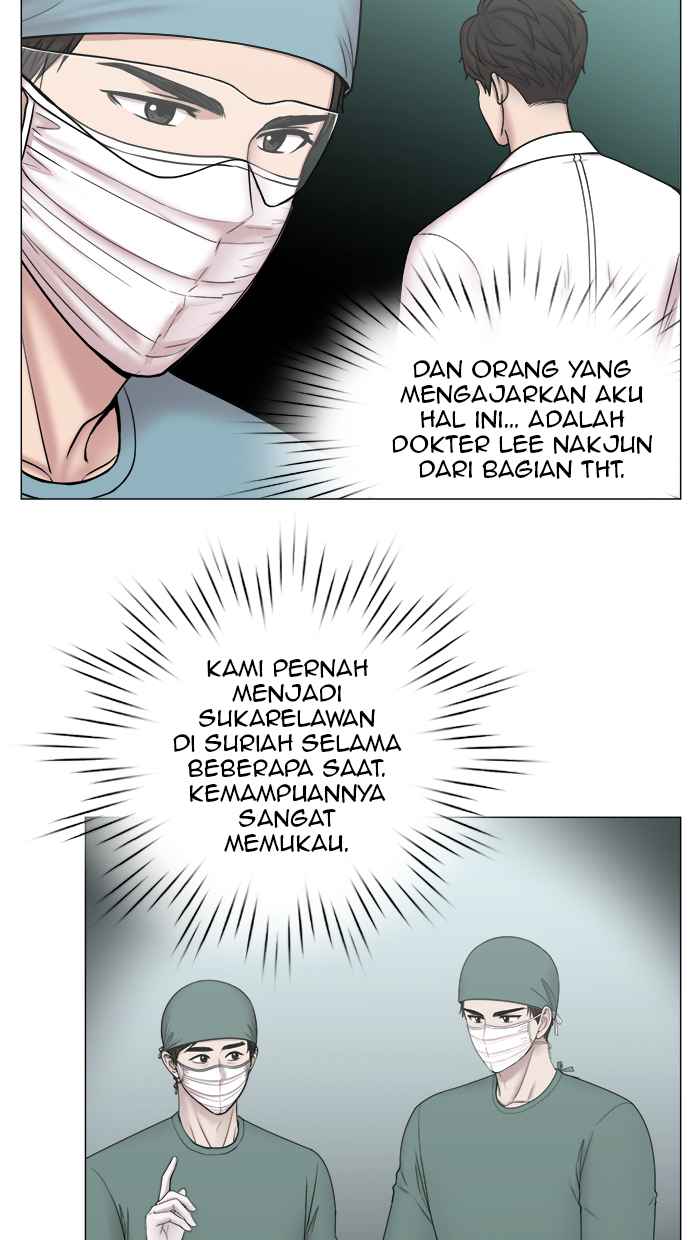 DAN ORANG YANG
MENGAJARKAN AKU
HAL INI... ADALAH
DOKTER LEE NAKJUN
DARI BAGIAN THT.
KAMI PERNAH
MENJADI
SUKARELAWAN
DI SURIAH SELAMA
BEBERAPA SAAT.
KEMAMPUANNYA
SANGAT
MEMUKAU.